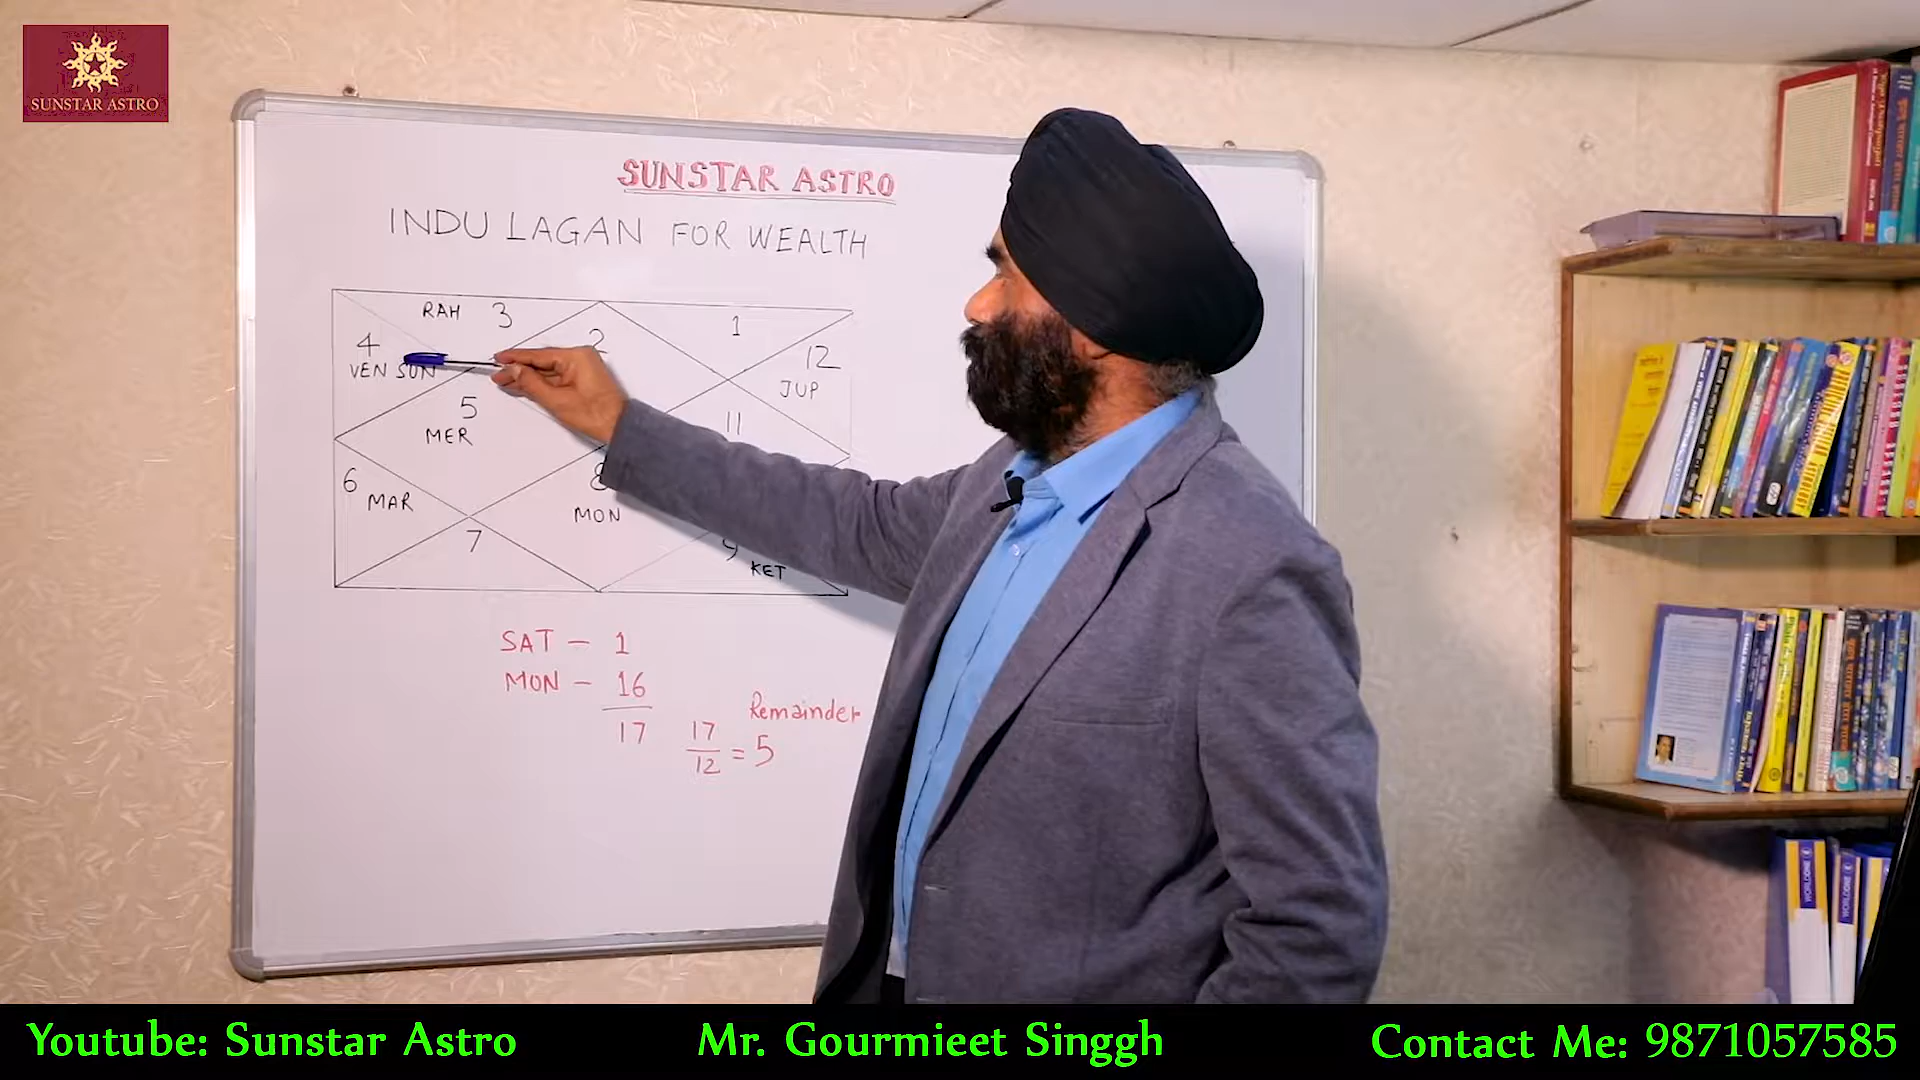 SUNSTAR ASTRO
SUNSTAR ASTRO
INDU LAGAN FOR WEALTH
RAH 3
2
1
4
12
VEN SUN
JUP
5
11
MER
6
8
MAR
MON
7
9
KET
SAT - 1
MON - 16
17
Remainder
17
12 = 5
WORLDONE
WORLDONE
Youtube: Sunstar Astro
Mr. Gourmieet Singgh
Contact Me: 9871057585